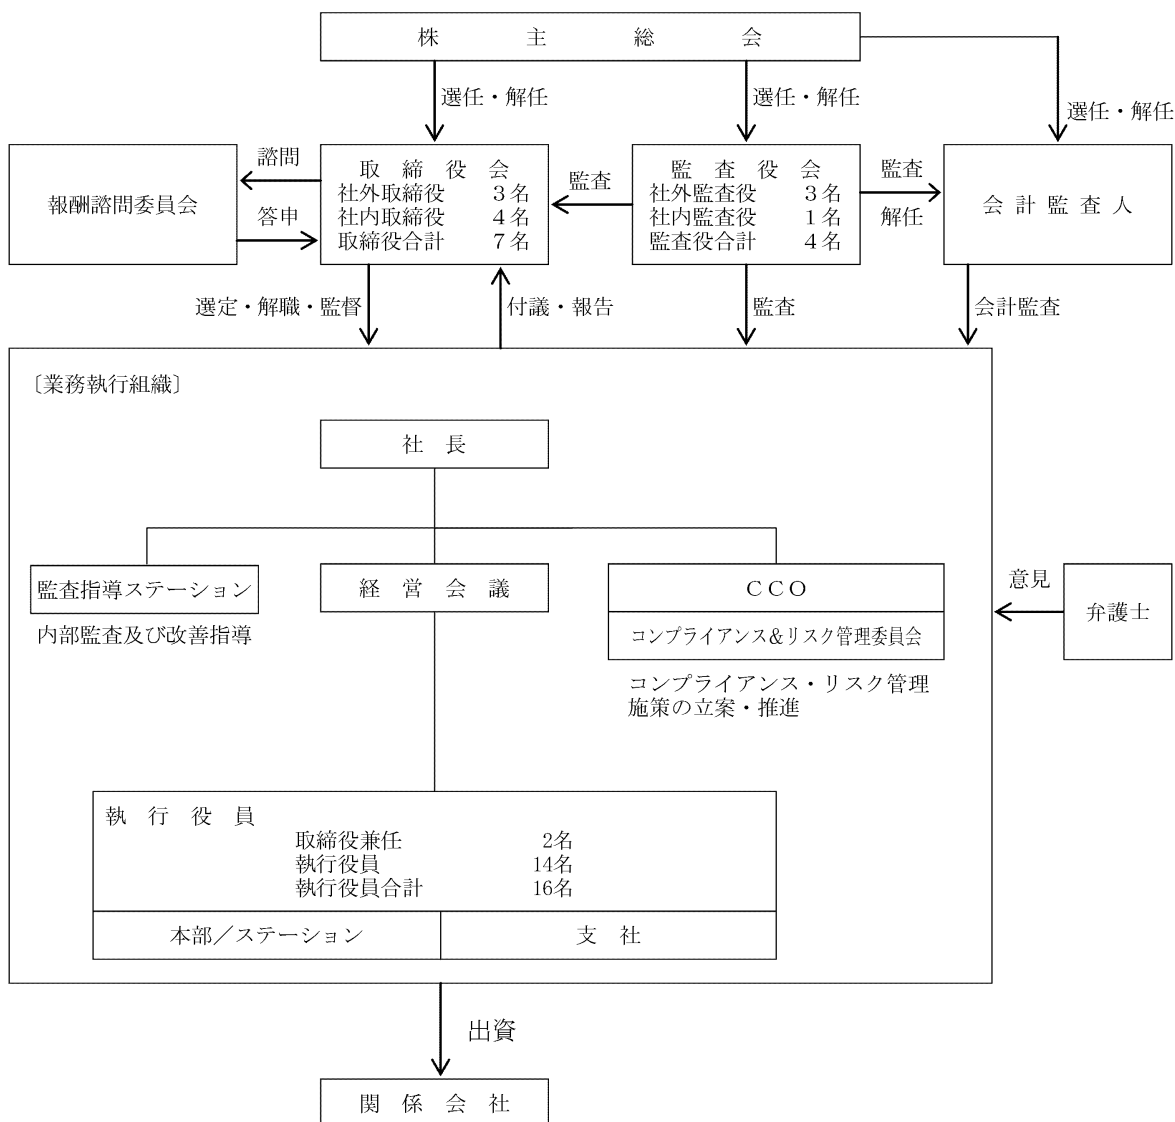 株主総会
選任・解任
選任・解任
選任・解任
報酬諮問委員会
諮問
答申
取締役会
社外取締役 3名
社内取締役 4名
取締役合計 7名
監査
監査役会
社外監査役 3名
社内監査役 1名
監査役合計 4名
監査
解任
会計監査人
選定・解職・監督
付議・報告
監査
会計監査
〔業務執行組織〕
社長
監査指導ステーション
内部監査及び改善指導
経営会議
CCO
コンプライアンス&リスク管理委員会
コンプライアンス・リスク管理
施策の立案・推進
意見
弁護士
執行役員
取締役兼任 2名
執行役員 14名
執行役員合計 16名
本部/ステーション
支社
出資
関係会社